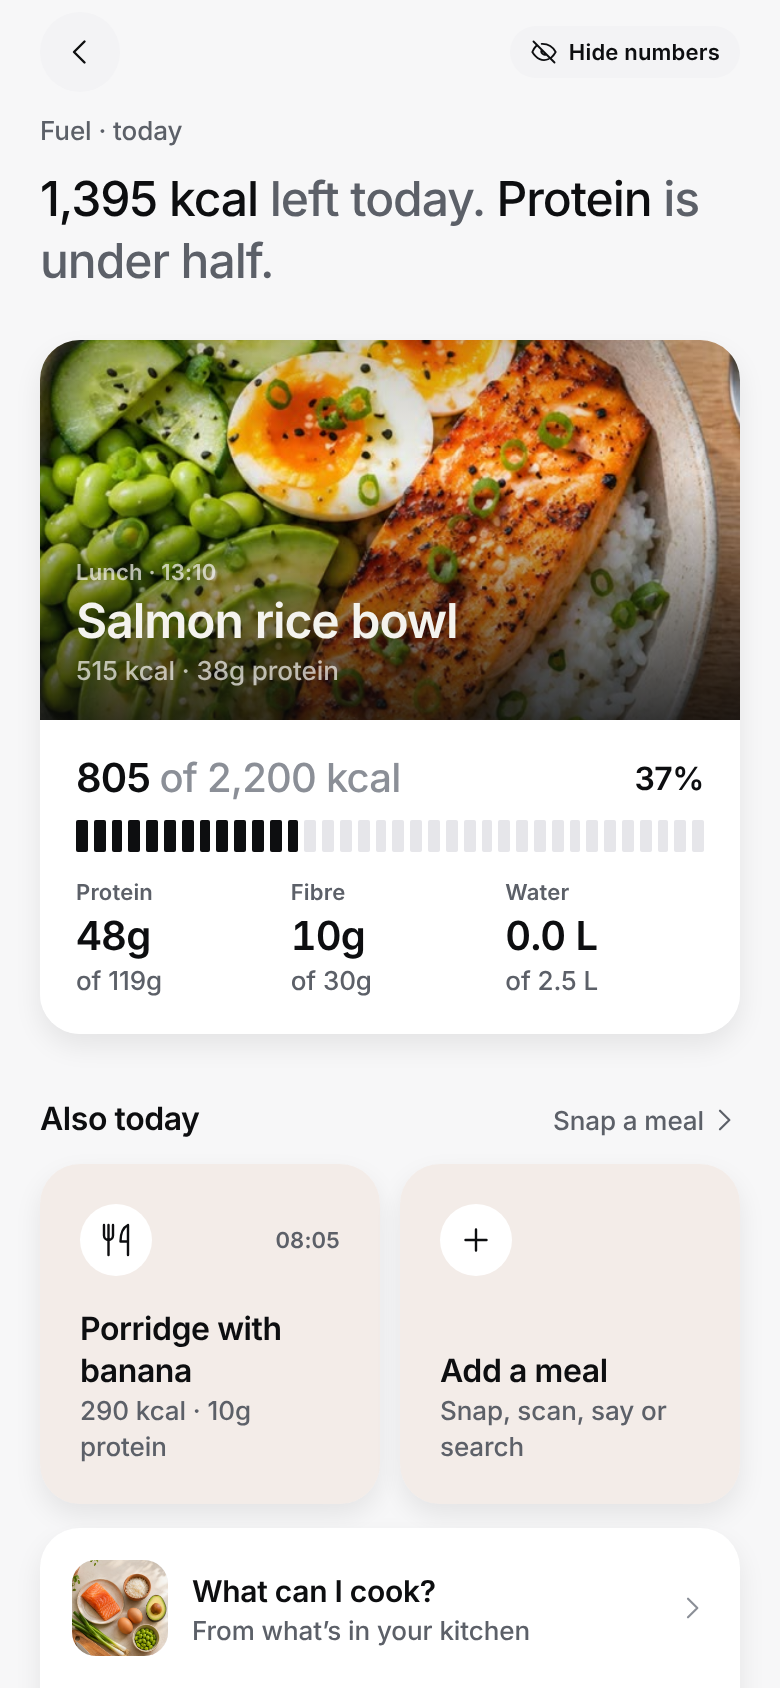 Hide numbers
Fuel · today
1,395 kcal left today. Protein is
under half.
Lunch · 13:10
Salmon rice bowl
515 kcal · 38g protein
805 of 2,200 kcal
37%
Protein
Fibre
Water
48g
10g
0.0 L
of 119g
of 30g
of 2.5 L
Also today
Snap a meal
08:05
Porridge with
banana
290 kcal · 10g
protein
Add a meal
Snap, scan, say or
search
What can I cook?
From what’s in your kitchen